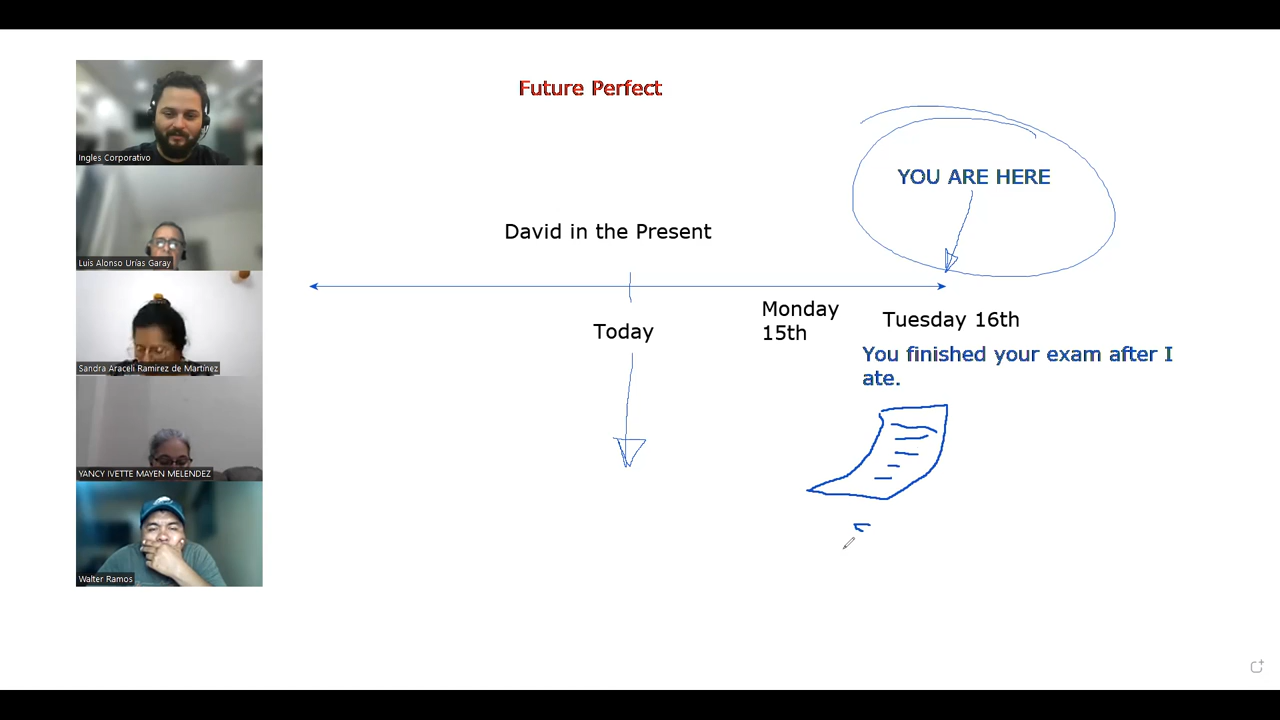 Future Perfect
Ingles Corporativo
YOU ARE HERE
David in the Present
Luis Alonso Urías Garay
Monday
15th
Tuesday 16th
Today
You finished your exam after I
ate.
Sandra Araceli Ramirez de Martínez
YANCY IVETTE MAYEN MELENDEZ
Walter Ramos